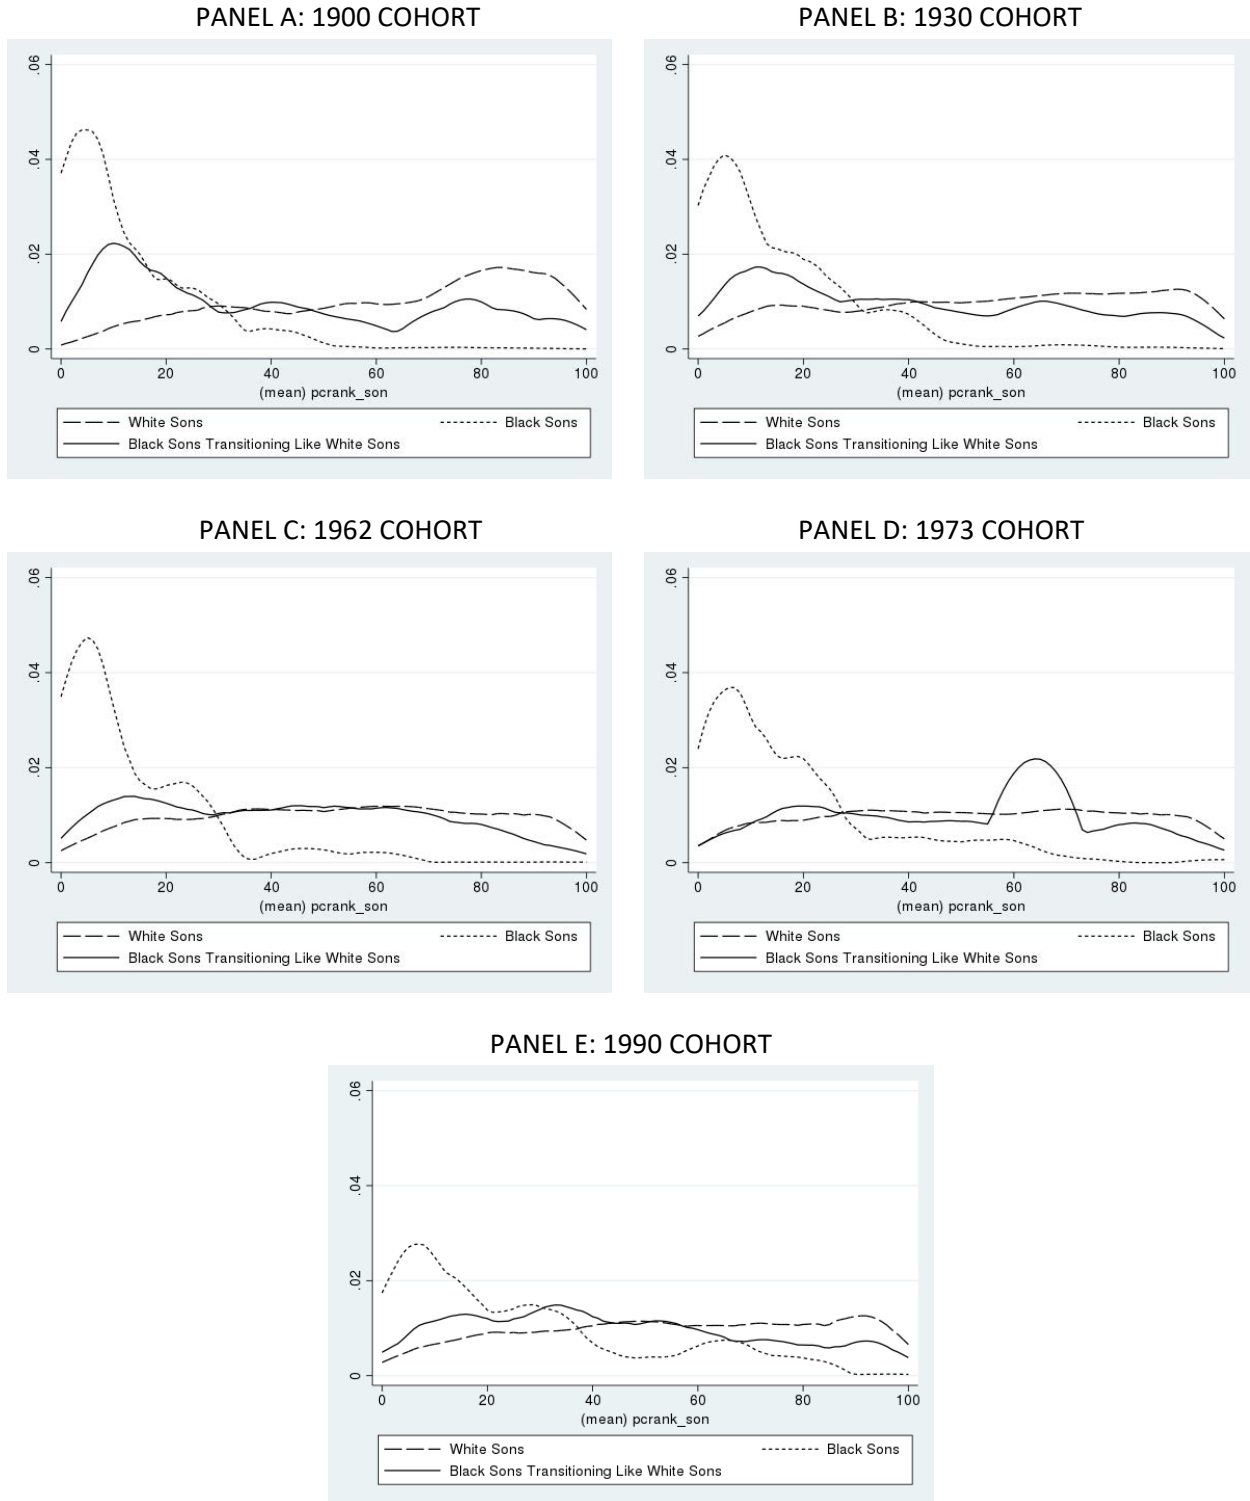 PANEL A: 1900 COHORT
.06
.04
.02
0
0 20 40 60 80 100
(mean) pcrank_son
White Sons Black Sons
Black Sons Transitioning Like White Sons
PANEL B: 1930 COHORT
.06
.04
.02
0
0 20 40 60 80 100
(mean) pcrank_son
White Sons Black Sons
Black Sons Transitioning Like White Sons
PANEL C: 1962 COHORT
.06
.04
.02
0
0 20 40 60 80 100
(mean) pcrank_son
White Sons Black Sons
Black Sons Transitioning Like White Sons
PANEL D: 1973 COHORT
.06
.04
.02
0
0 20 40 60 80 100
(mean) pcrank_son
White Sons Black Sons
Black Sons Transitioning Like White Sons
PANEL E: 1990 COHORT
.06
.04
.02
0
0 20 40 60 80 100
(mean) pcrank_son
White Sons Black Sons
Black Sons Transitioning Like White Sons